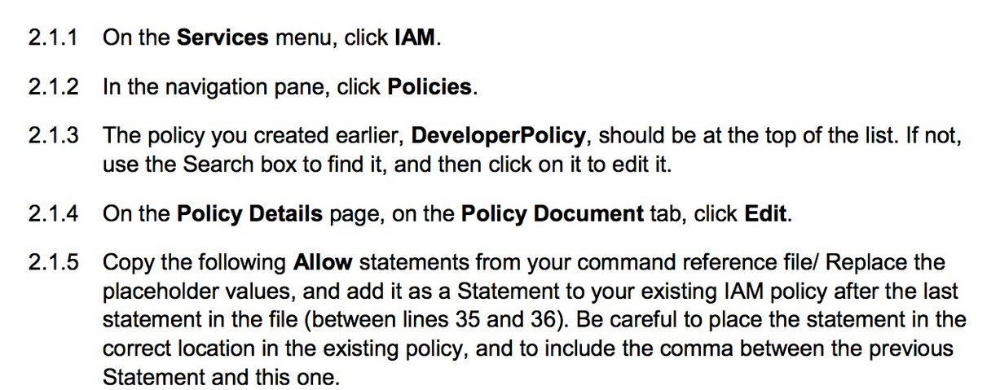 2.1.1 On the Services menu, click IAM.
2.1.2 In the navigation pane, click Policies.
2.1.3 The policy you created earlier, DeveloperPolicy, should be at the top of the list. If not,
use the Search box to find it, and then click on it to edit it.
2.1.4 On the Policy Details page, on the Policy Document tab, click Edit.
2.1.5 Copy the following Allow statements from your command reference file/ Replace the
placeholder values, and add it as a Statement to your existing IAM policy after the last
statement in the file (between lines 35 and 36). Be careful to place the statement in the
correct location in the existing policy, and to include the comma between the previous
Statement and this one.